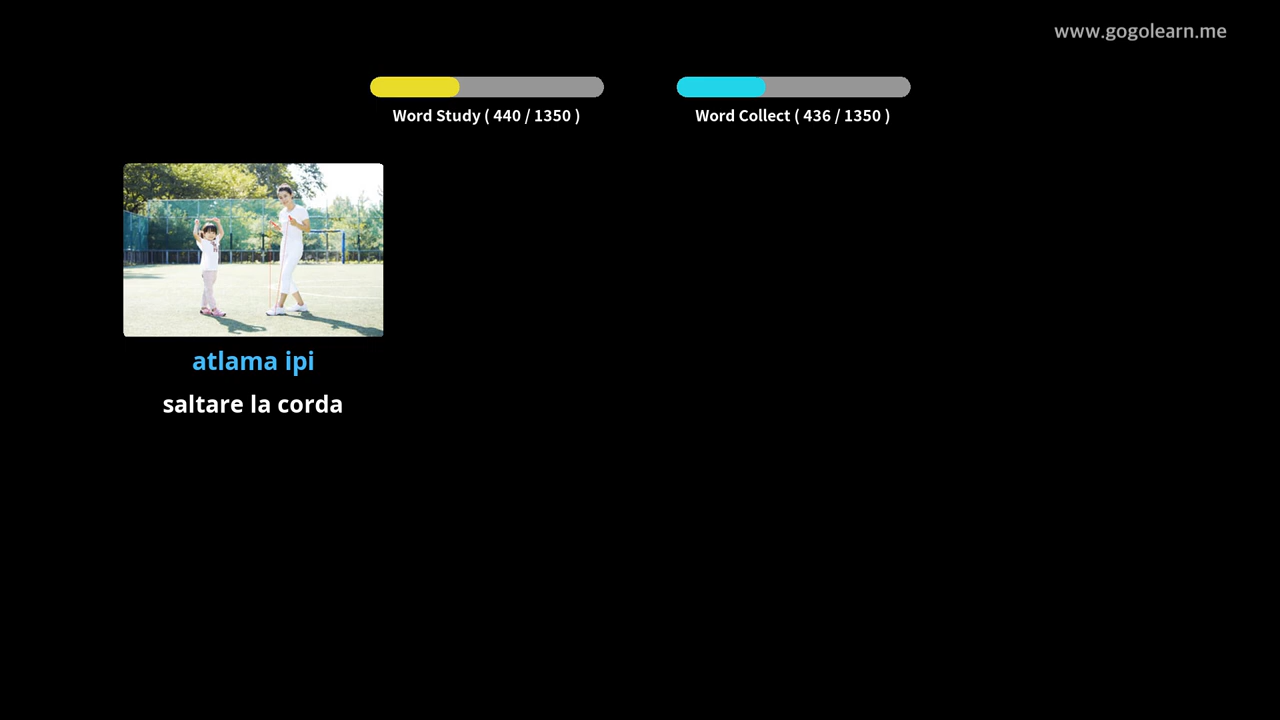 www.gogolearn.me
Word Study ( 440 / 1350 )
Word Collect ( 436 / 1350 )
atlama ipi
saltare la corda